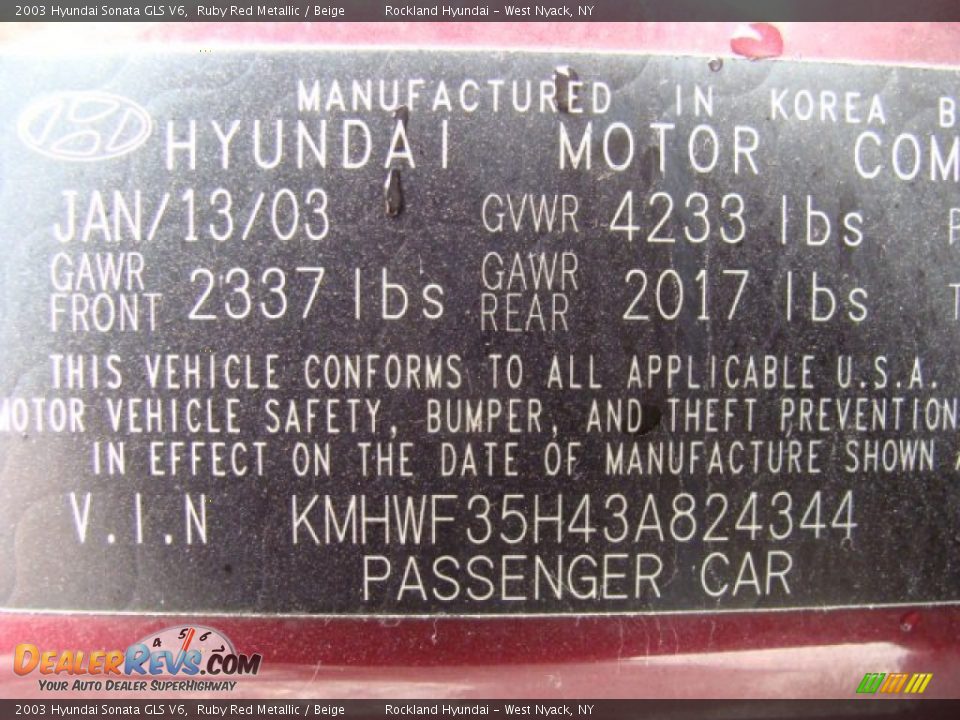 2003 Hyundai Sonata GLS V6, Ruby Red Metallic / Beige Rockland Hyundai - West Nyack, NY
MANUFACTURED IN KOREA B
HYUNDAI MOTOR COM
JAN/13/03 GVWR 4233 lbs P
GAWR FRONT 2337 lbs GAWR REAR 2017 lbs T
THIS VEHICLE CONFORMS TO ALL APPLICABLE U.S.A.
MOTOR VEHICLE SAFETY, BUMPER, AND THEFT PREVENTION
IN EFFECT ON THE DATE OF MANUFACTURE SHOWN A
V.I.N KMHWF35H43A824344
PASSENGER CAR
4 5 6
DEALERREVS.COM
YOUR AUTO DEALER SUPERHIGHWAY
2003 Hyundai Sonata GLS V6, Ruby Red Metallic / Beige Rockland Hyundai - West Nyack, NY